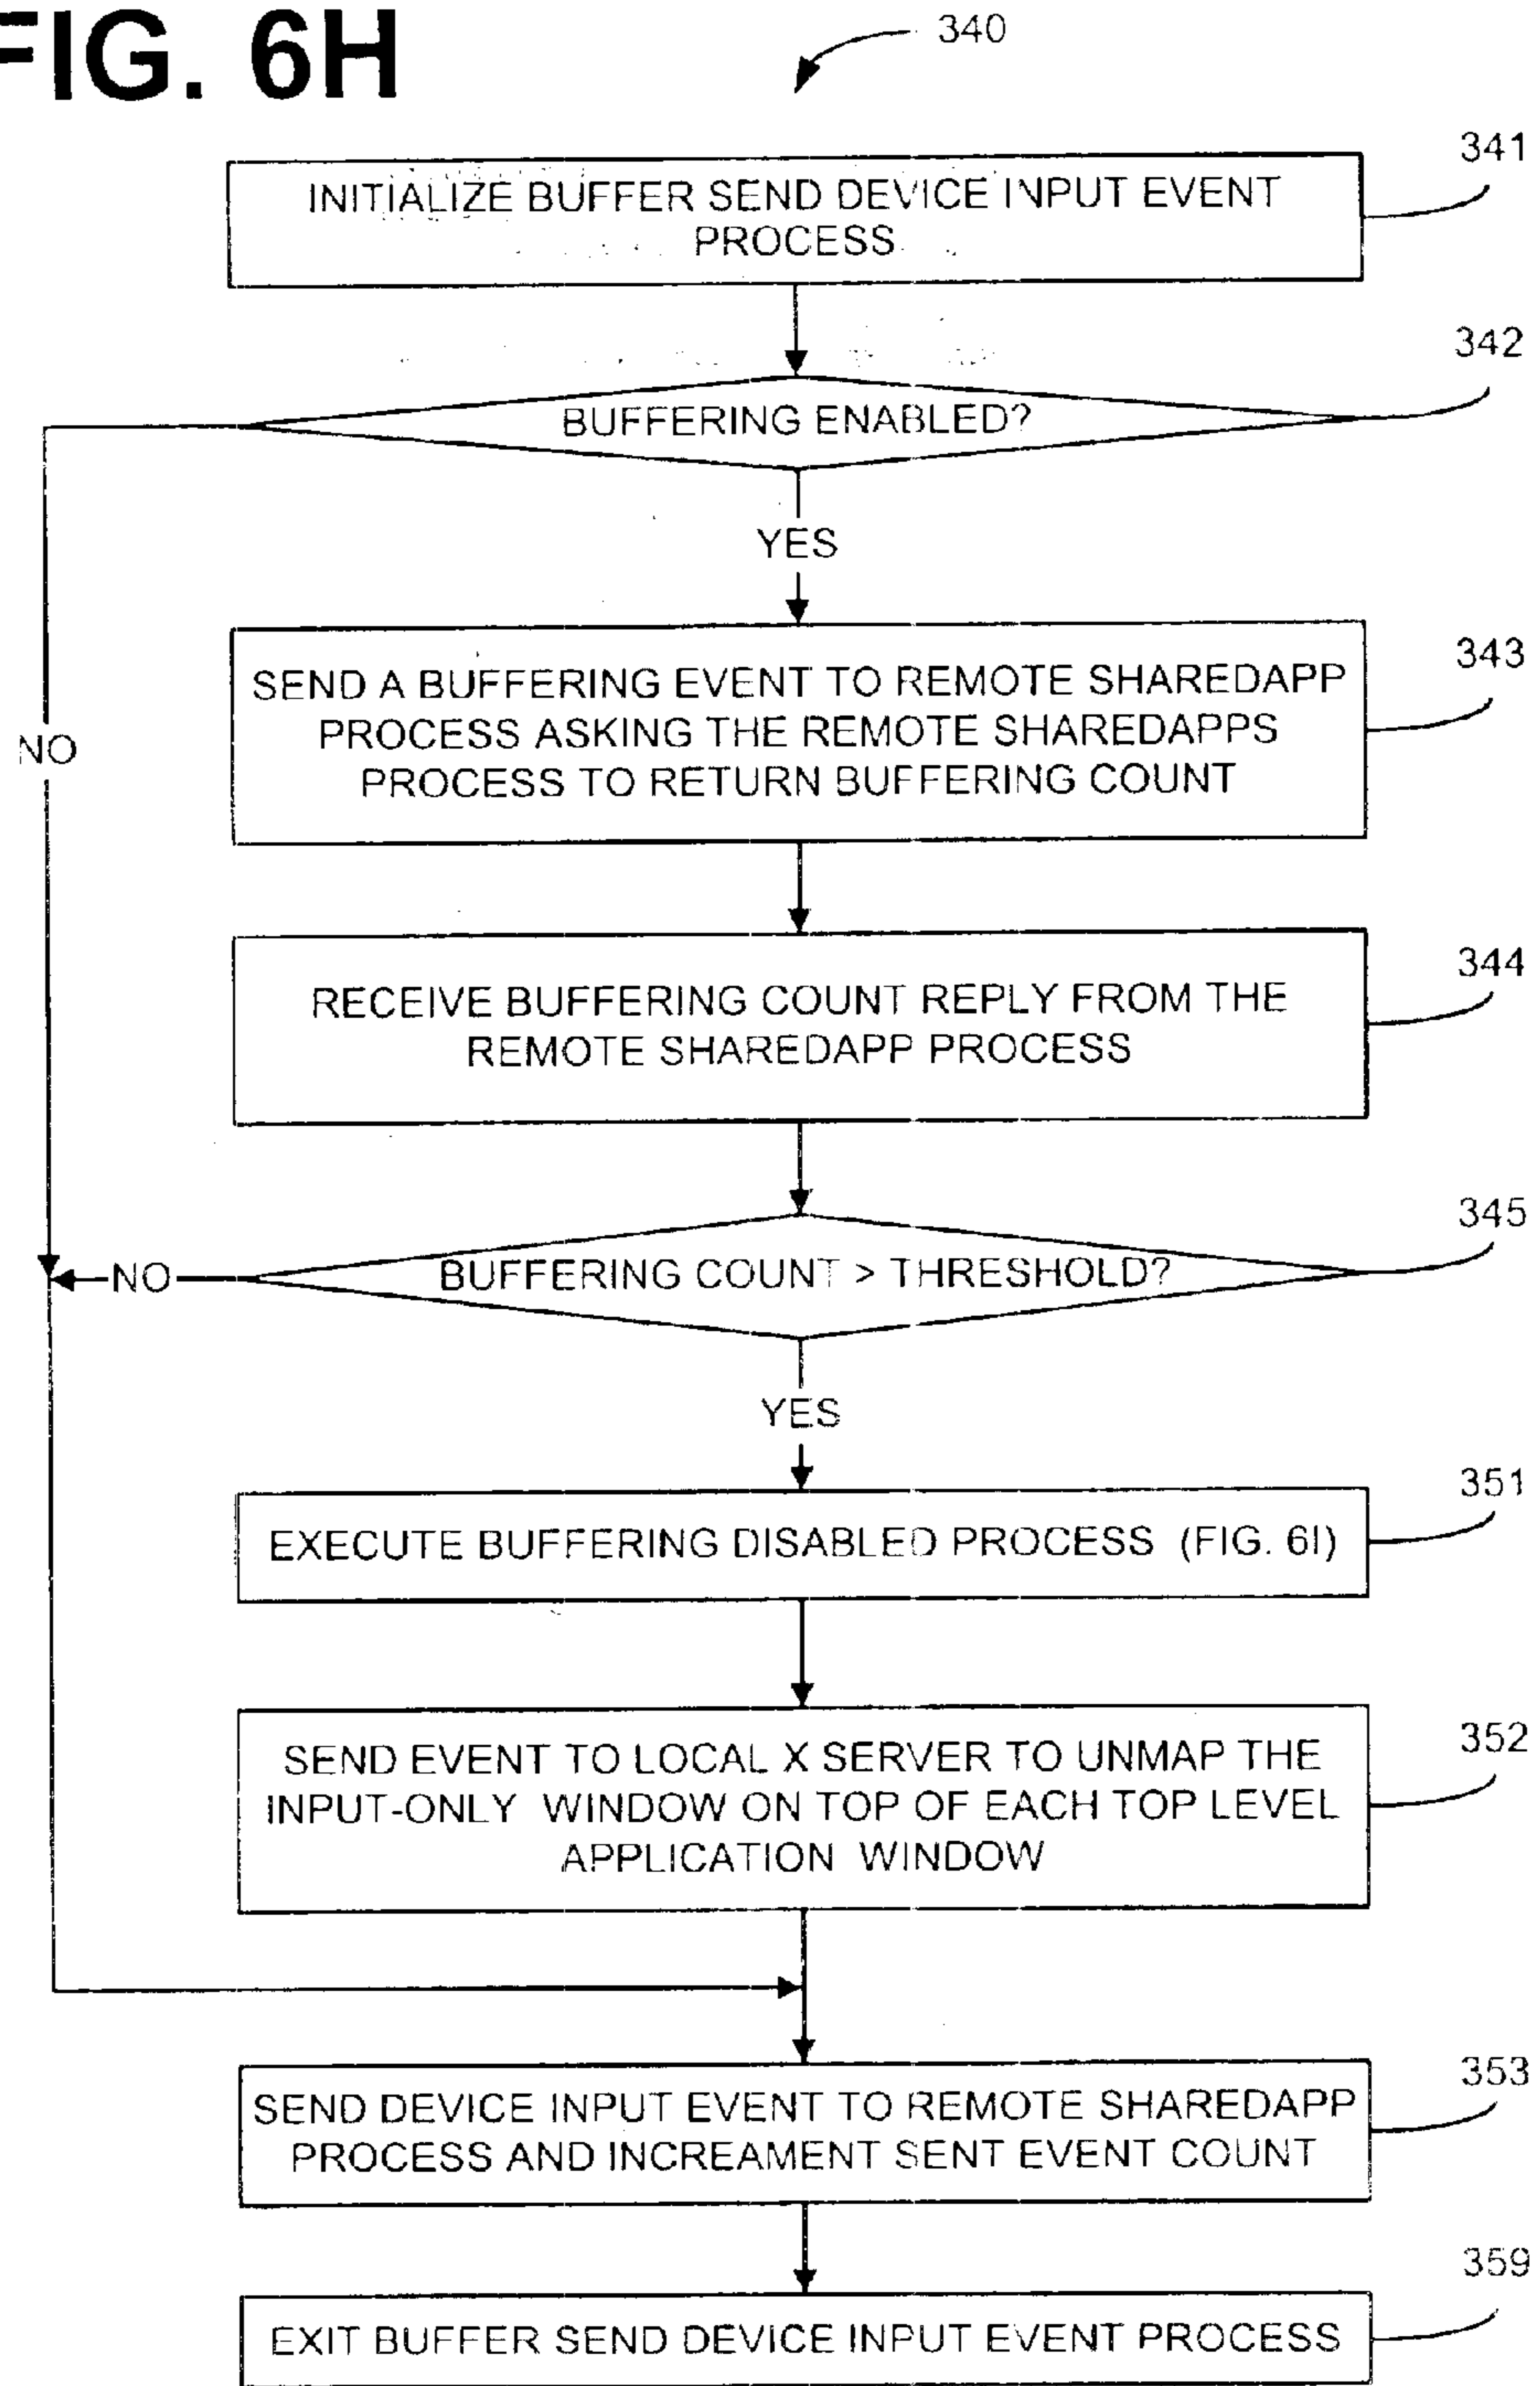 FIG. 6H
340
341
INITIALIZE BUFFER SEND DEVICE INPUT EVENT
PROCESS
342
BUFFERING ENABLED?
YES
NO
343
SEND A BUFFERING EVENT TO REMOTE SHAREDAPP
PROCESS ASKING THE REMOTE SHAREDAPPS
PROCESS TO RETURN BUFFERING COUNT
344
RECEIVE BUFFERING COUNT REPLY FROM THE
REMOTE SHAREDAPP PROCESS
345
NO
BUFFERING COUNT > THRESHOLD?
YES
351
EXECUTE BUFFERING DISABLED PROCESS (FIG. 6I)
352
SEND EVENT TO LOCAL X SERVER TO UNMAP THE
INPUT-ONLY WINDOW ON TOP OF EACH TOP LEVEL
APPLICATION WINDOW
353
SEND DEVICE INPUT EVENT TO REMOTE SHAREDAPP
PROCESS AND INCREAMENT SENT EVENT COUNT
359
EXIT BUFFER SEND DEVICE INPUT EVENT PROCESS